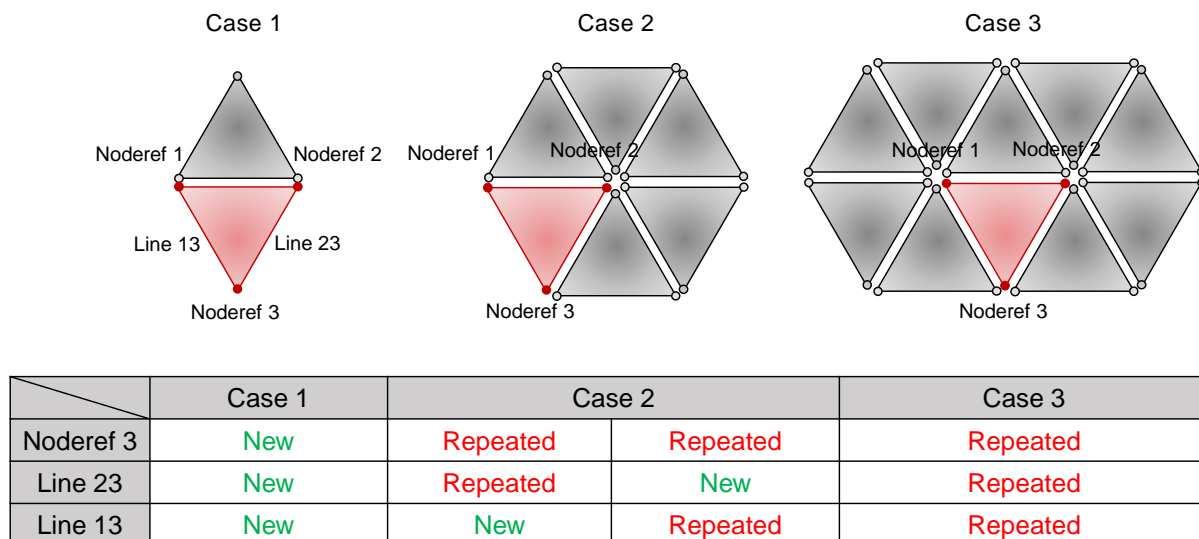 Case 1 Case 2 Case 3
Noderef 1 Noderef 2 Noderef 1 Noderef 2 Noderef 1 Noderef 2
Line 13 Line 23
Noderef 3 Noderef 3 Noderef 3
Case 1 Case 2 Case 3
Noderef 3 New Repeated Repeated Repeated
Line 23 New Repeated New Repeated
Line 13 New New Repeated Repeated